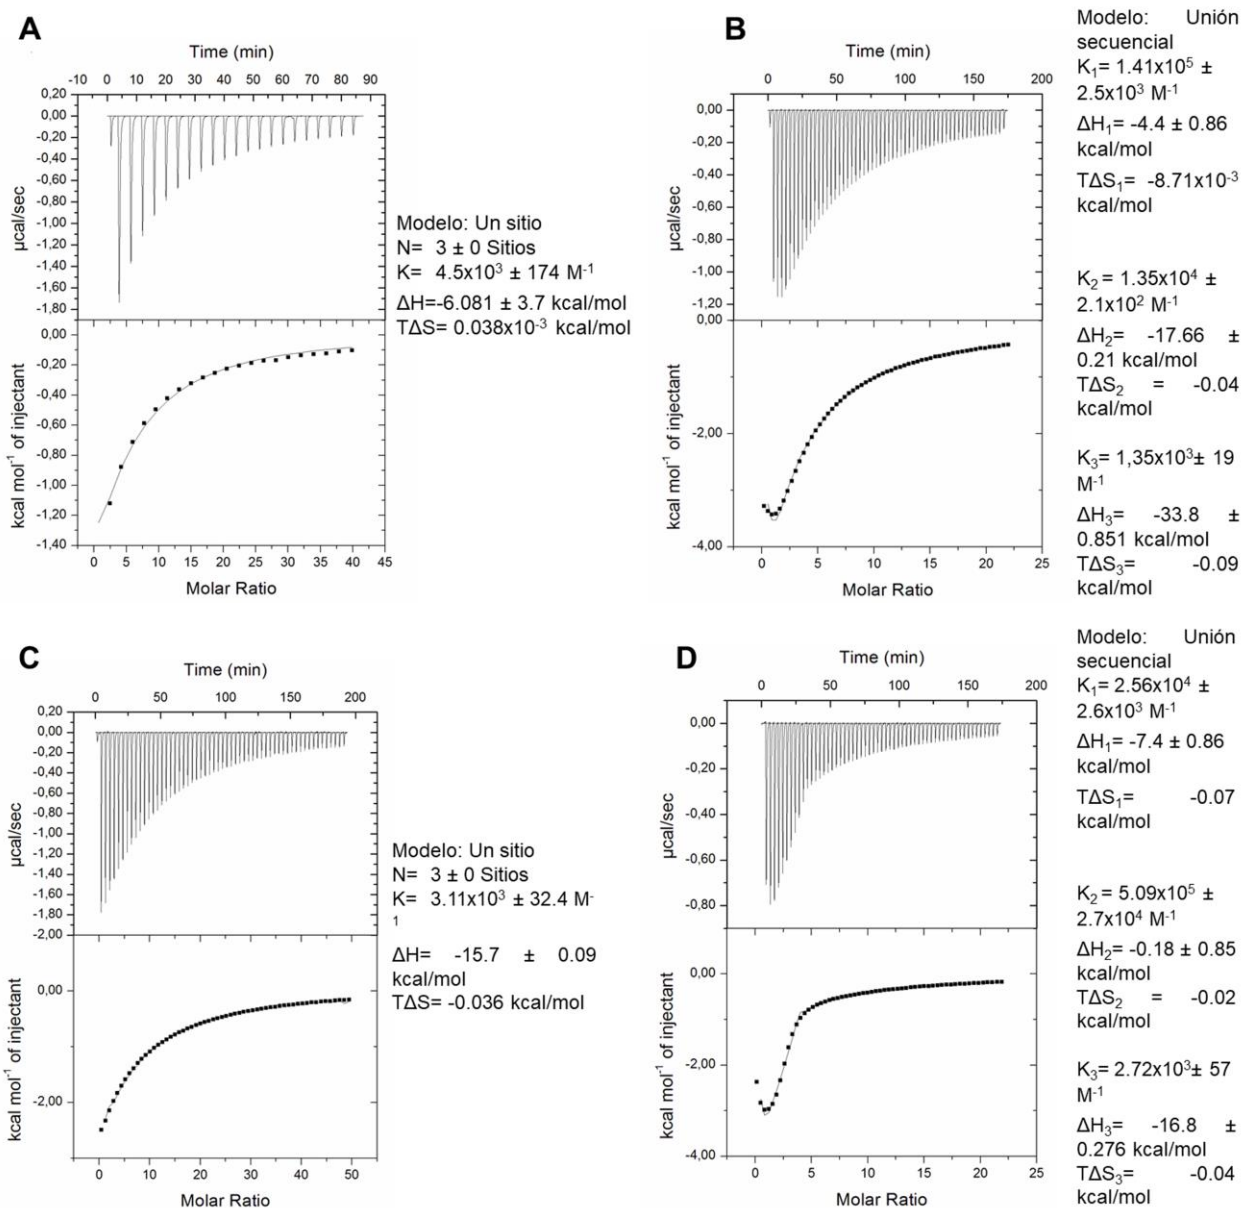 A
Time (min)
-10 0 10 20 30 40 50 60 70 80 90
0,20
0,00
-0,20
-0,40
-0,60
-0,80
-1,00
-1,20
-1,40
-1,60
-1,80
µcal/sec
0,00
-0,20
-0,40
-0,60
-0,80
-1,00
-1,20
-1,40
kcal mol⁻¹ of injectant
0 5 10 15 20 25 30 35 40 45
Molar Ratio
Modelo: Un sitio
N= 3 ± 0 Sitios
K= 4.5x10³ ± 174 M⁻¹
ΔH=-6.081 ± 3.7 kcal/mol
TΔS= 0.038x10⁻³ kcal/mol
B
Time (min)
0 50 100 150 200
0,00
-0,20
-0,40
-0,60
-0,80
-1,00
-1,20
µcal/sec
0,00
-2,00
-4,00
kcal mol⁻¹ of injectant
0 5 10 15 20 25
Molar Ratio
Modelo: Unión
secuencial
K₁= 1.41x10⁵ ±
2.5x10³ M⁻¹
ΔH₁= -4.4 ± 0.86
kcal/mol
TΔS₁= -8.71x10⁻³
kcal/mol
K₂= 1.35x10⁴ ±
2.1x10² M⁻¹
ΔH₂= -17.66 ±
0.21 kcal/mol
TΔS₂ = -0.04
kcal/mol
K₃= 1,35x10³± 19
M⁻¹
ΔH₃= -33.8 ±
0.851 kcal/mol
TΔS₃= -0.09
kcal/mol
C
Time (min)
0 50 100 150 200
0,20
0,00
-0,20
-0,40
-0,60
-0,80
-1,00
-1,20
-1,40
-1,60
-1,80
-2,00
µcal/sec
0,00
-2,00
kcal mol⁻¹ of injectant
0 10 20 30 40 50
Molar Ratio
Modelo: Un sitio
N= 3 ± 0 Sitios
K= 3.11x10³ ± 32.4 M⁻
¹
ΔH= -15.7 ± 0.09
kcal/mol
TΔS= -0.036 kcal/mol
D
Time (min)
0 50 100 150 200
0,00
-0,20
-0,40
-0,60
-0,80
µcal/sec
0,00
-2,00
-4,00
kcal mol⁻¹ of injectant
0 5 10 15 20 25
Molar Ratio
Modelo: Unión
secuencial
K₁= 2.56x10⁴ ±
2.6x10³ M⁻¹
ΔH₁= -7.4 ± 0.86
kcal/mol
TΔS₁= -0.07
kcal/mol
K₂= 5.09x10⁵ ±
2.7x10⁴ M⁻¹
ΔH₂= -0.18 ± 0.85
kcal/mol
TΔS₂ = -0.02
kcal/mol
K₃= 2.72x10³± 57
M⁻¹
ΔH₃= -16.8 ±
0.276 kcal/mol
TΔS₃= -0.04
kcal/mol